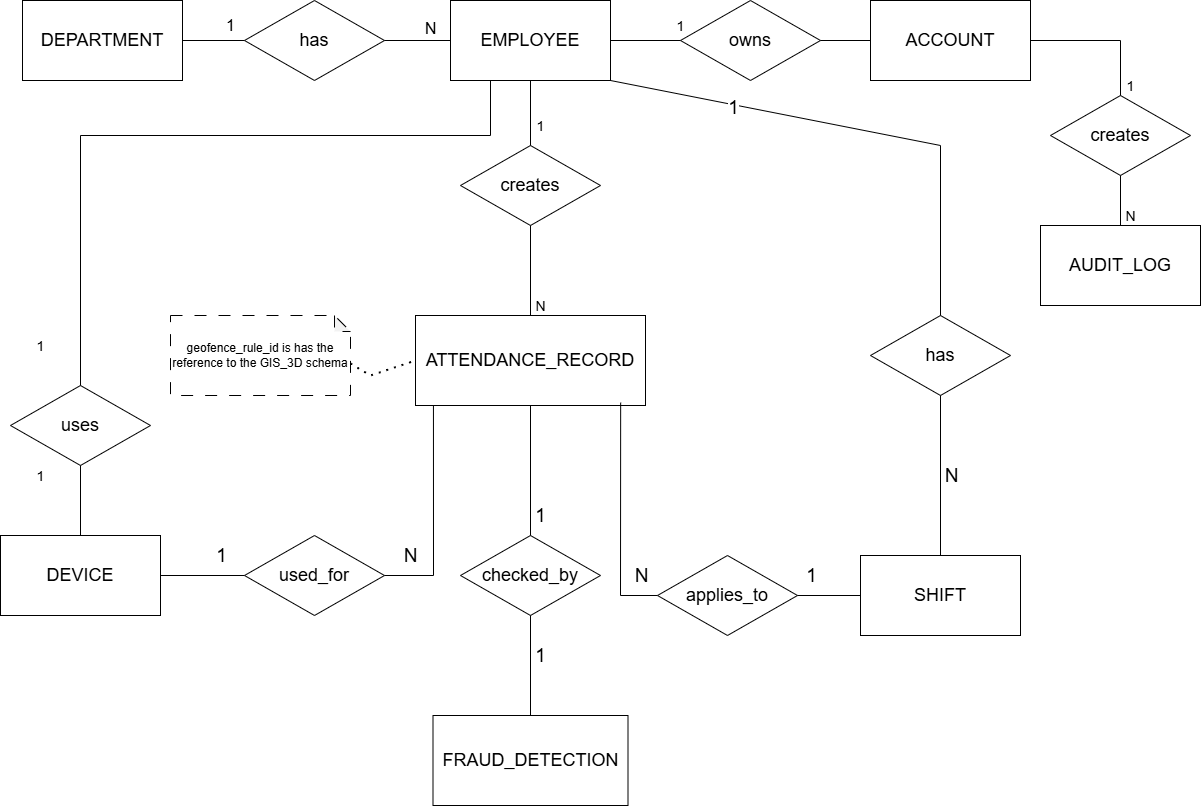 DEPARTMENT
1
has
N
EMPLOYEE
1
owns
ACCOUNT
1
creates
N
AUDIT_LOG
1
creates
N
1
has
N
1
uses
1
geofence_rule_id is has the
reference to the GIS_3D schema
ATTENDANCE_RECORD
DEVICE
1
used_for
N
1
checked_by
1
N
applies_to
1
SHIFT
FRAUD_DETECTION